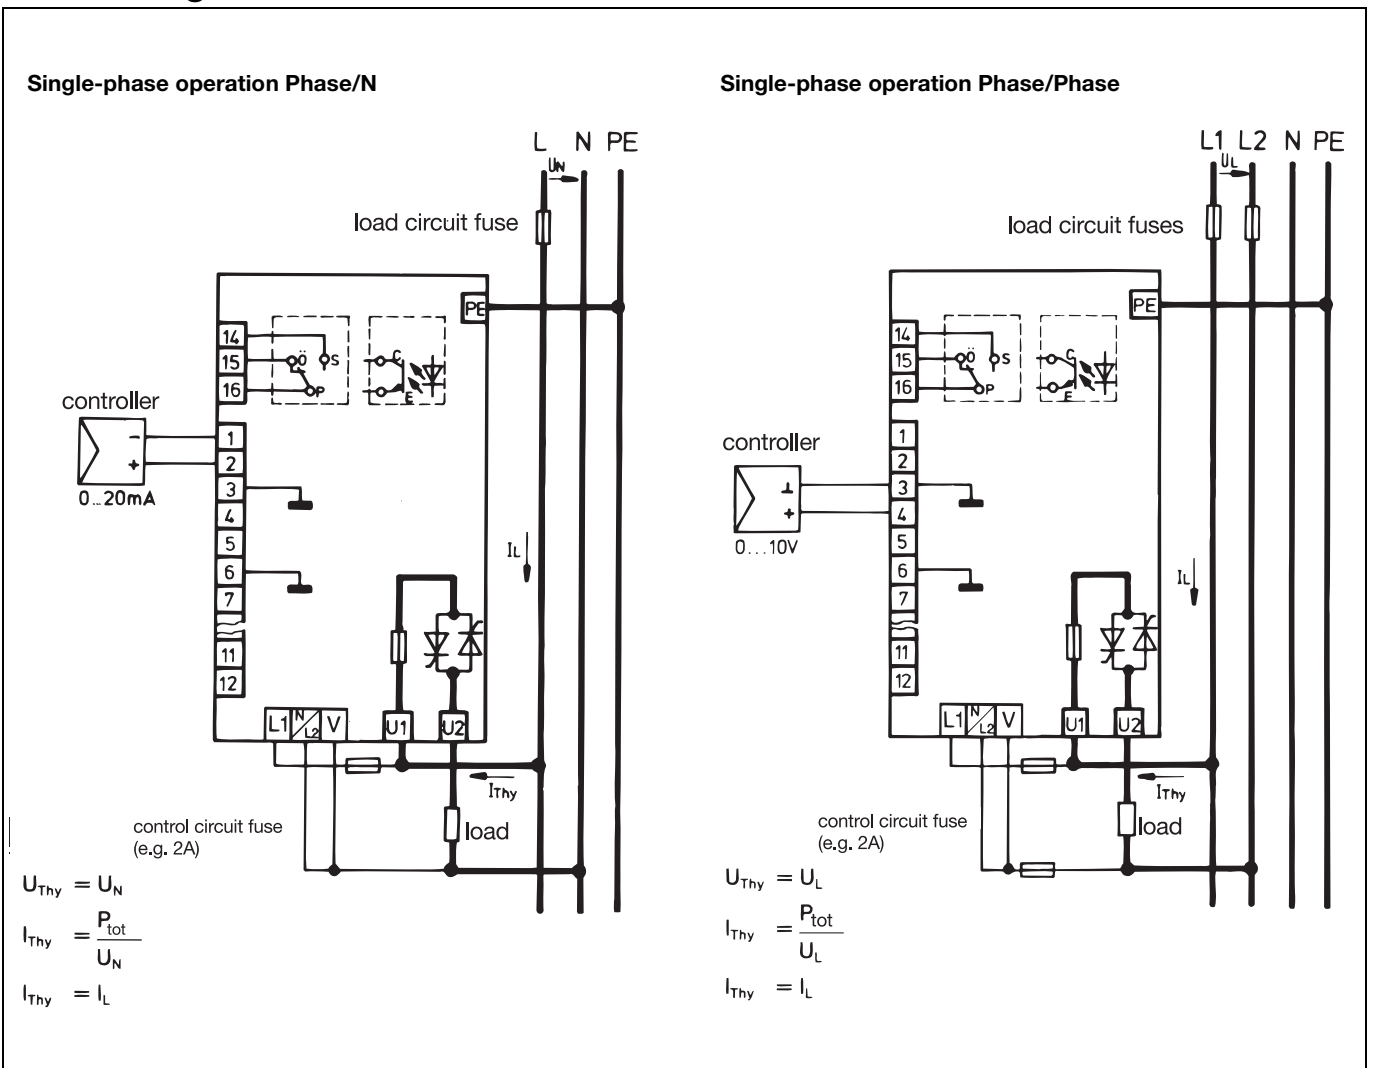 Single-phase operation Phase/N
L N PE
UN
load circuit fuse
PE
14
15
16
Ö S
P
C
E
controller
-
+
0...20mA
1
2
3
4
5
6
7
11
12
IL
L1 N/L2 V U1 U2
IThy
load
control circuit fuse
(e.g. 2A)
UThy = UN
IThy = Ptot
UN
IThy = IL
Single-phase operation Phase/Phase
L1 L2 N PE
UL
load circuit fuses
PE
14
15
16
Ö S
P
C
E
controller
⊥
+
0...10V
1
2
3
4
5
6
7
11
12
IL
L1 N/L2 V U1 U2
IThy
load
control circuit fuse
(e.g. 2A)
UThy = UL
IThy = Ptot
UL
IThy = IL